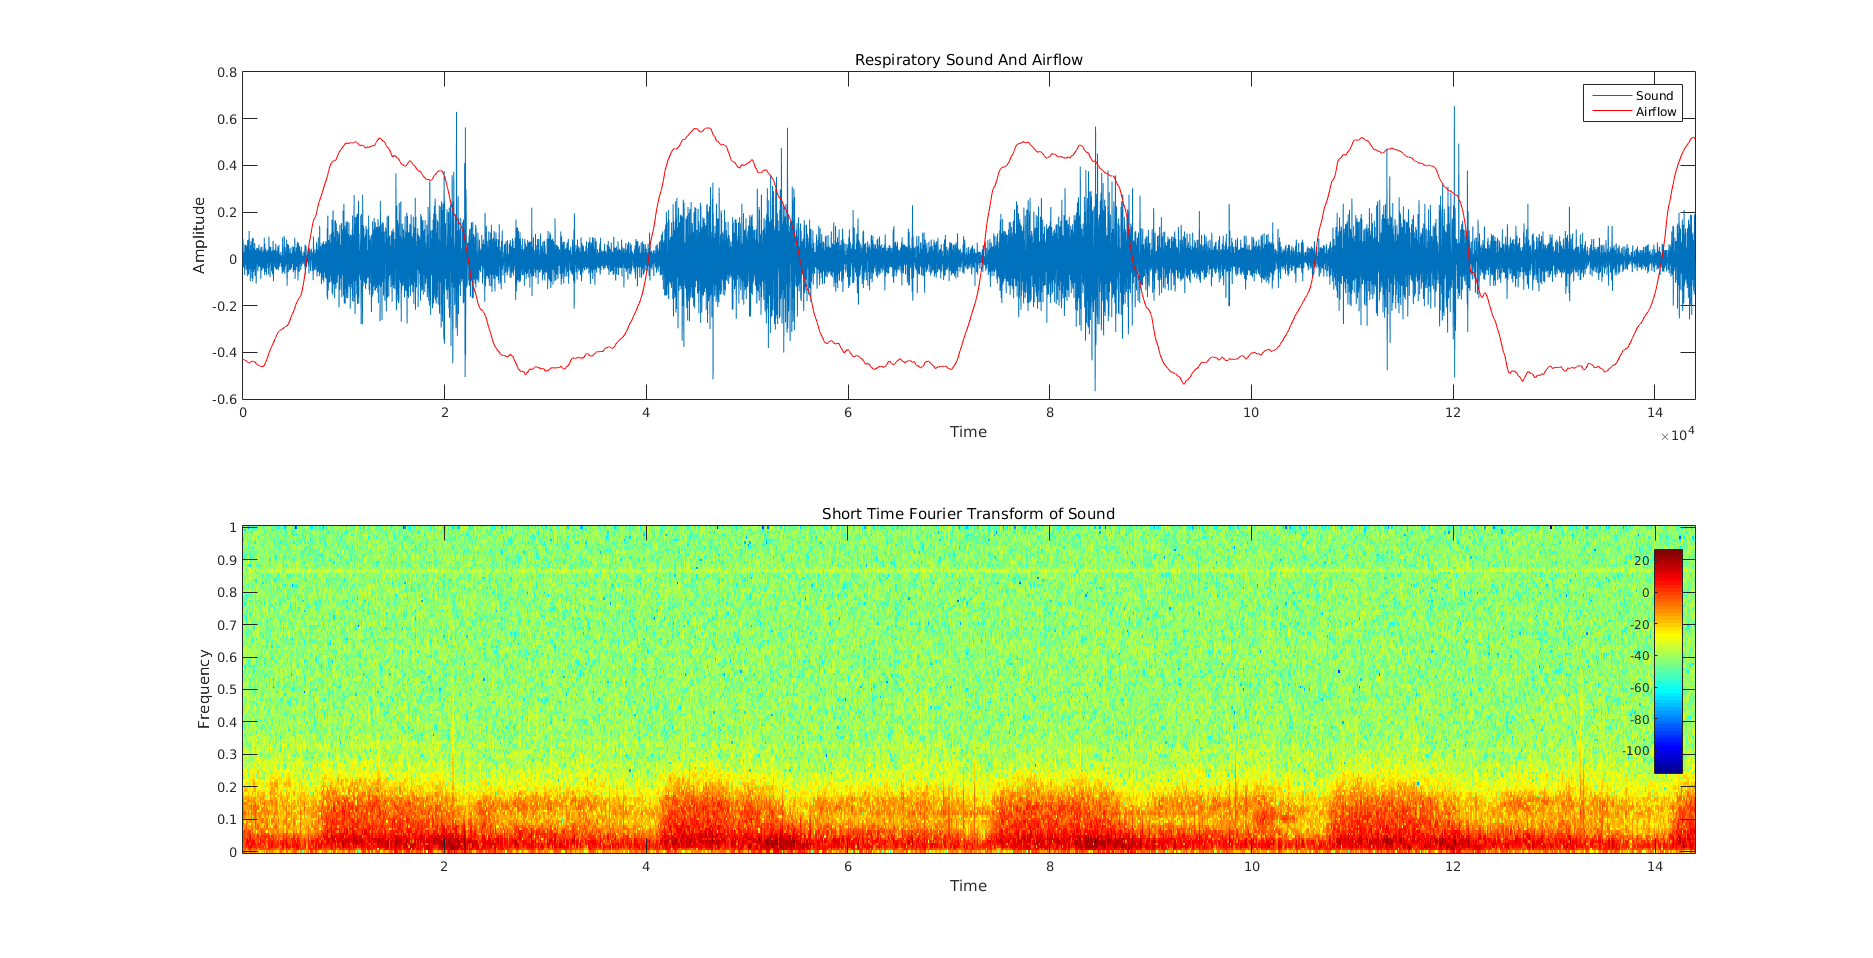 Respiratory Sound And Airflow
Amplitude
0.8
0.6
0.4
0.2
0
-0.2
-0.4
-0.6
Sound
Airflow
0 2 4 6 8 10 12 14
×10^4
Time
Short Time Fourier Transform of Sound
Frequency
1
0.9
0.8
0.7
0.6
0.5
0.4
0.3
0.2
0.1
0
20
0
-20
-40
-60
-80
-100
2 4 6 8 10 12 14
Time